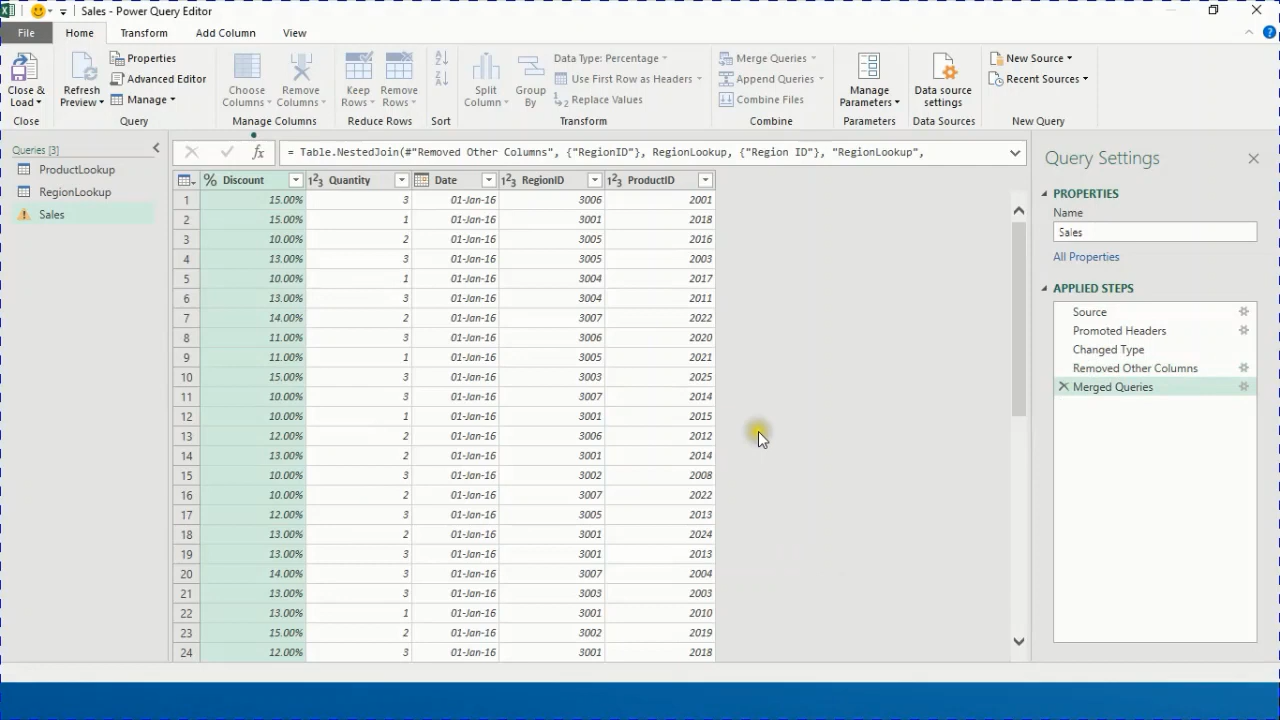 Sales - Power Query Editor
File Home Transform Add Column View
Close & Load
Close
Refresh Preview
Properties
Advanced Editor
Manage
Query
Choose Columns
Remove Columns
Manage Columns
Keep Rows
Remove Rows
Reduce Rows
Sort
Split Column
Group By
Data Type: Percentage
Use First Row as Headers
Replace Values
Transform
Merge Queries
Append Queries
Combine Files
Combine
Manage Parameters
Parameters
Data source settings
Data Sources
New Source
Recent Sources
New Query
Queries [3]
ProductLookup
RegionLookup
Sales
fx = Table.NestedJoin(#"Removed Other Columns", {"RegionID"}, RegionLookup, {"Region ID"}, "RegionLookup",
% Discount 123 Quantity Date 123 RegionID 123 ProductID
1 15.00% 3 01-Jan-16 3006 2001
2 15.00% 1 01-Jan-16 3001 2018
3 10.00% 2 01-Jan-16 3005 2016
4 13.00% 3 01-Jan-16 3005 2003
5 10.00% 1 01-Jan-16 3004 2017
6 13.00% 3 01-Jan-16 3004 2011
7 14.00% 2 01-Jan-16 3007 2022
8 11.00% 3 01-Jan-16 3006 2020
9 11.00% 1 01-Jan-16 3005 2021
10 15.00% 3 01-Jan-16 3003 2025
11 10.00% 3 01-Jan-16 3007 2014
12 10.00% 1 01-Jan-16 3001 2015
13 12.00% 2 01-Jan-16 3006 2012
14 13.00% 2 01-Jan-16 3001 2014
15 10.00% 3 01-Jan-16 3002 2008
16 10.00% 2 01-Jan-16 3007 2022
17 12.00% 3 01-Jan-16 3005 2013
18 13.00% 2 01-Jan-16 3001 2024
19 13.00% 3 01-Jan-16 3001 2013
20 14.00% 3 01-Jan-16 3007 2004
21 13.00% 3 01-Jan-16 3003 2003
22 13.00% 1 01-Jan-16 3001 2010
23 15.00% 2 01-Jan-16 3002 2019
24 12.00% 3 01-Jan-16 3001 2018
Query Settings
PROPERTIES
Name
Sales
All Properties
APPLIED STEPS
Source
Promoted Headers
Changed Type
Removed Other Columns
Merged Queries